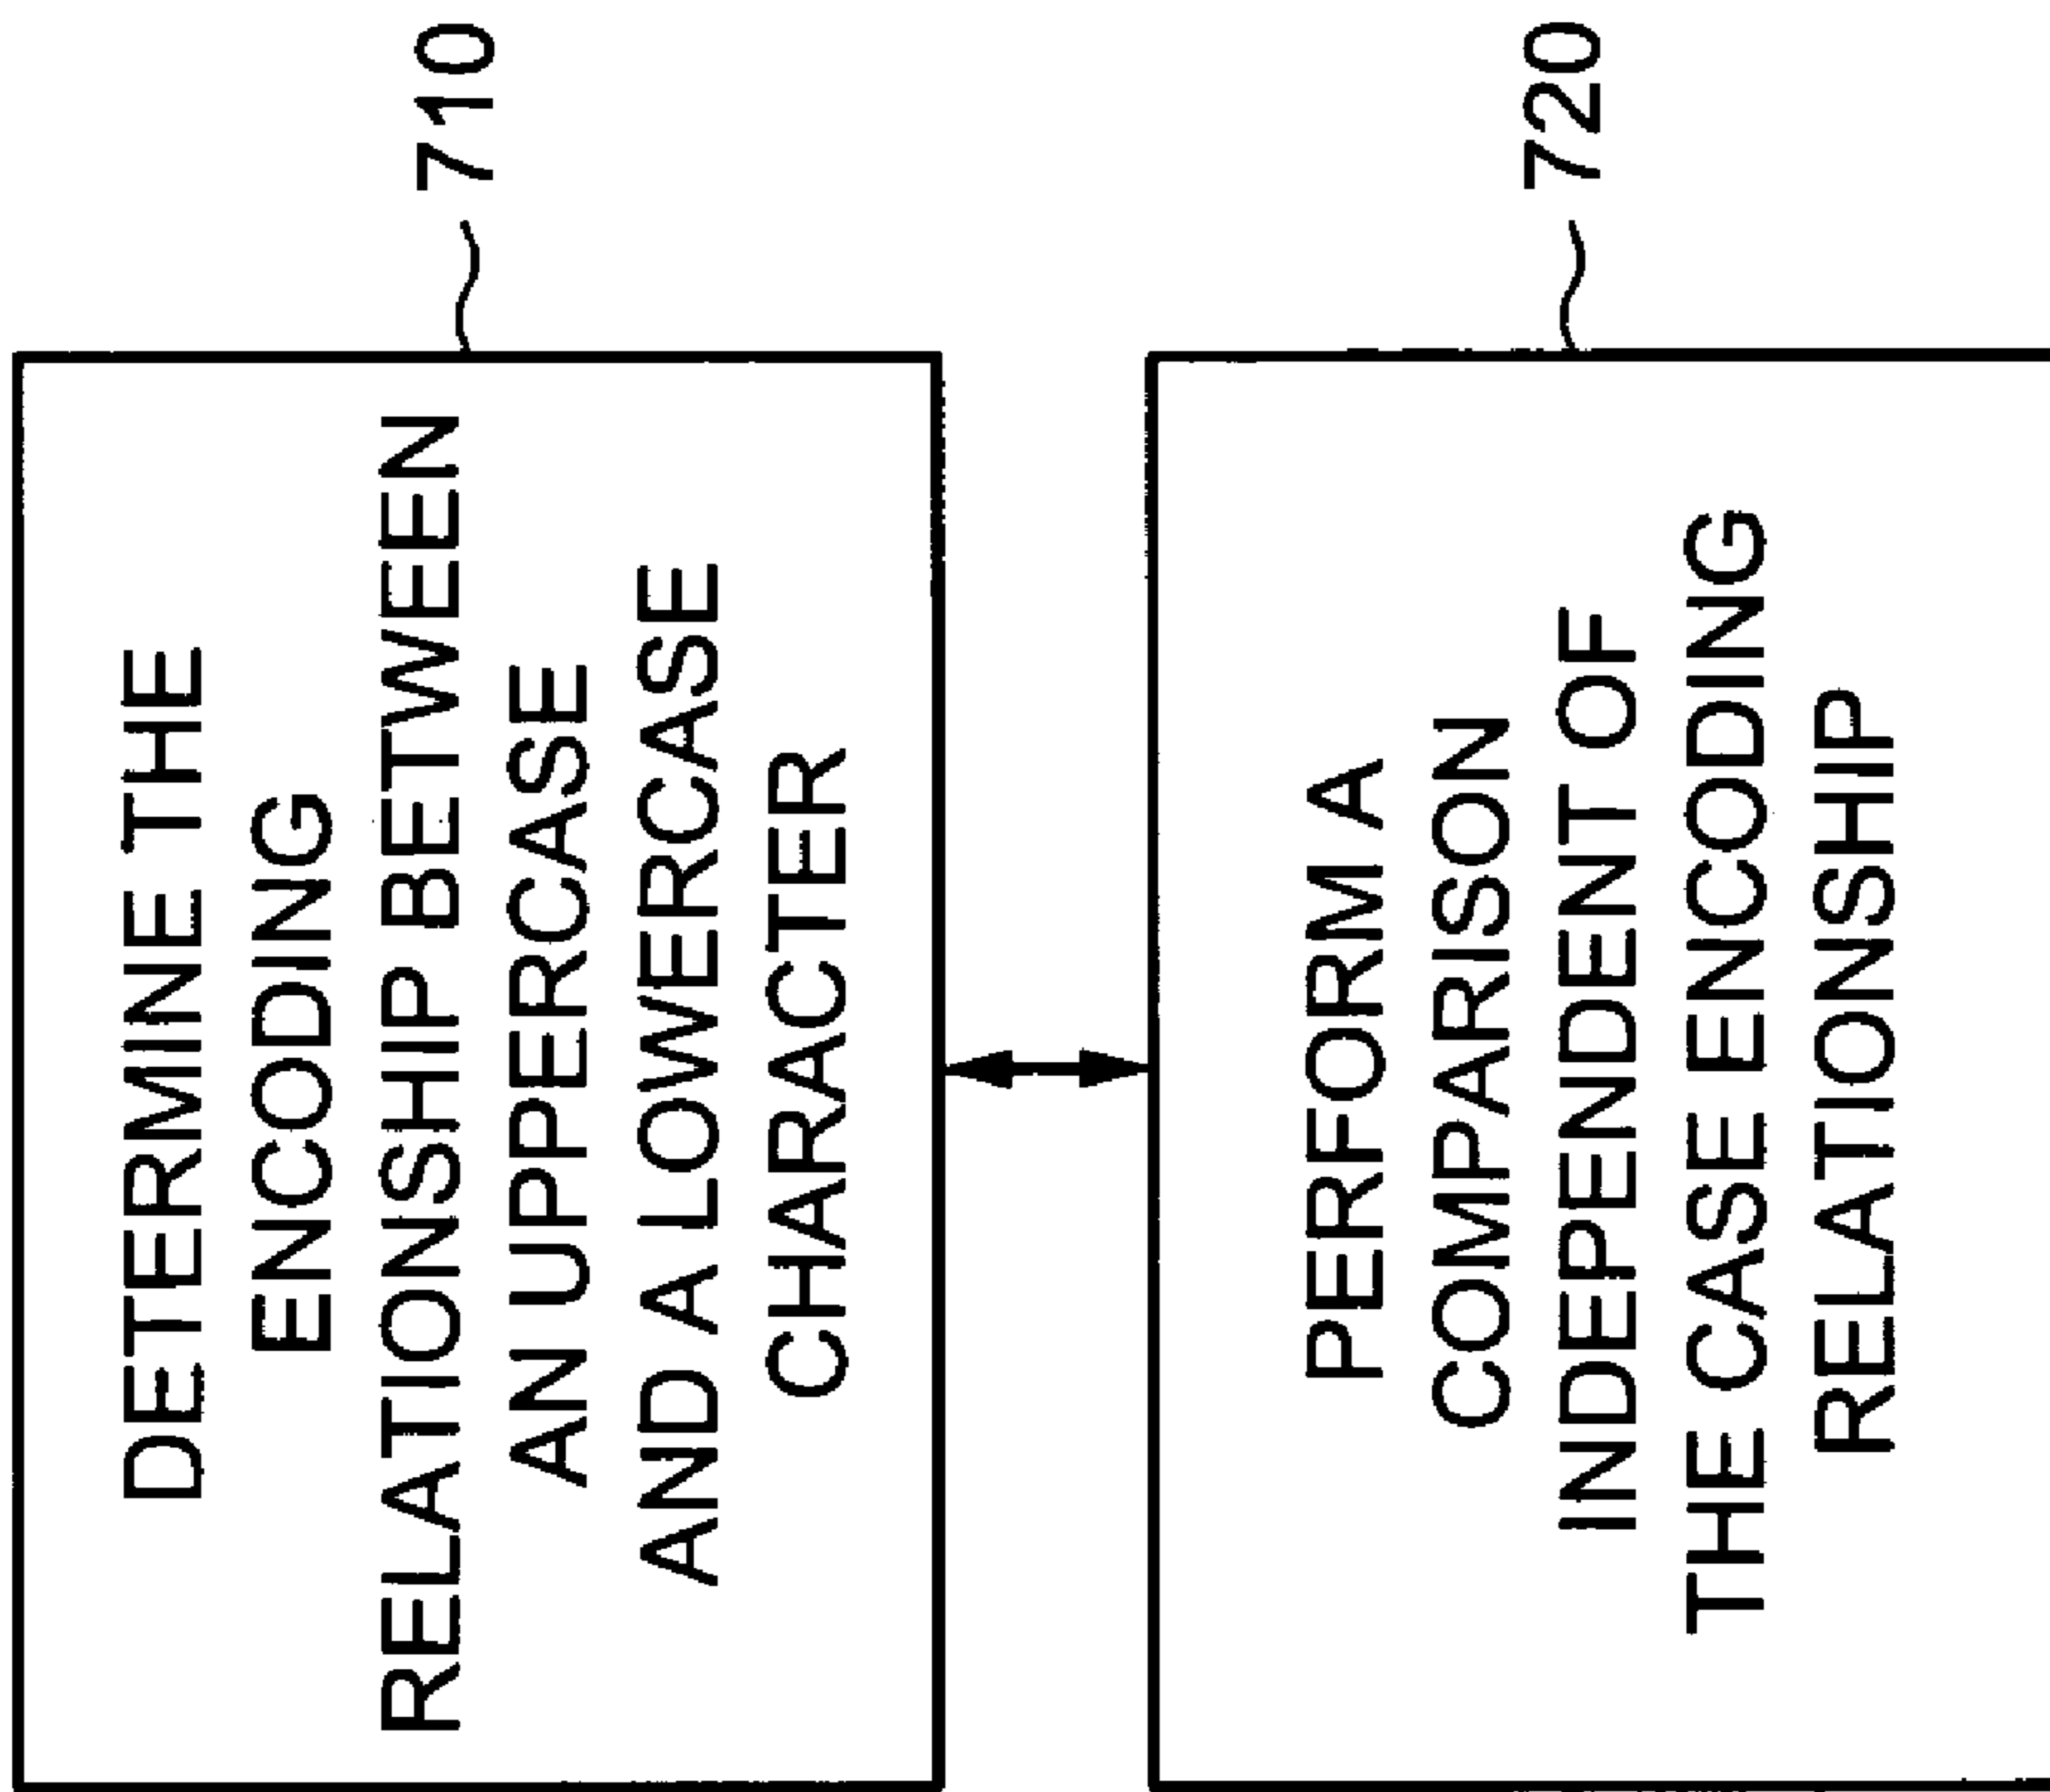 DETERMINE THE
ENCODING
RELATIONSHIP BETWEEN
AN UPPERCASE
AND A LOWERCASE
CHARACTER
710
PERFORM A
COMPARISON
INDEPENDENT OF
THE CASE ENCODING
RELATIONSHIP
720